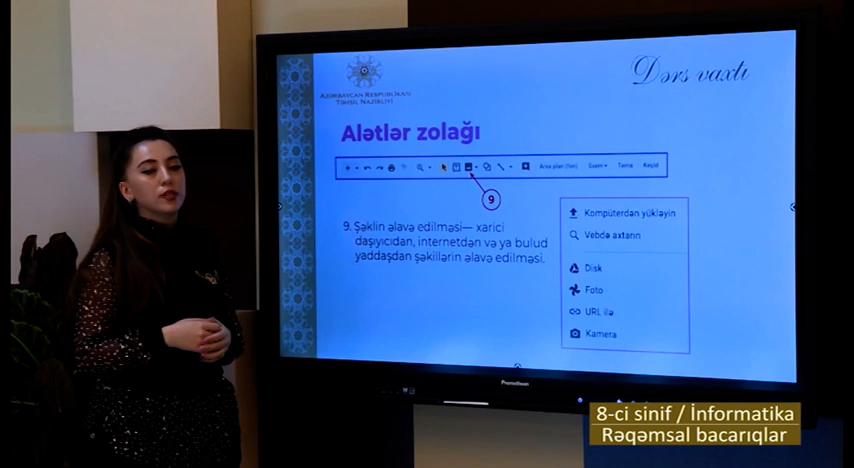 Dərs vaxtı
AZƏRBAYCAN RESPUBLİKASI
TƏHSİL NAZİRLİYİ
Alətlər zolağı
Arxa plan (fon) Sxem Tema Keçid
9
9. Şəklin əlavə edilməsi— xarici
daşıyıcıdan, internetdən və ya bulud
yaddaşdan şəkillərin əlavə edilməsi.
Kompüterdən yükləyin
Vebdə axtarın
Disk
Foto
URL ilə
Kamera
Promethean
8-ci sinif / İnformatika
Rəqəmsal bacarıqlar